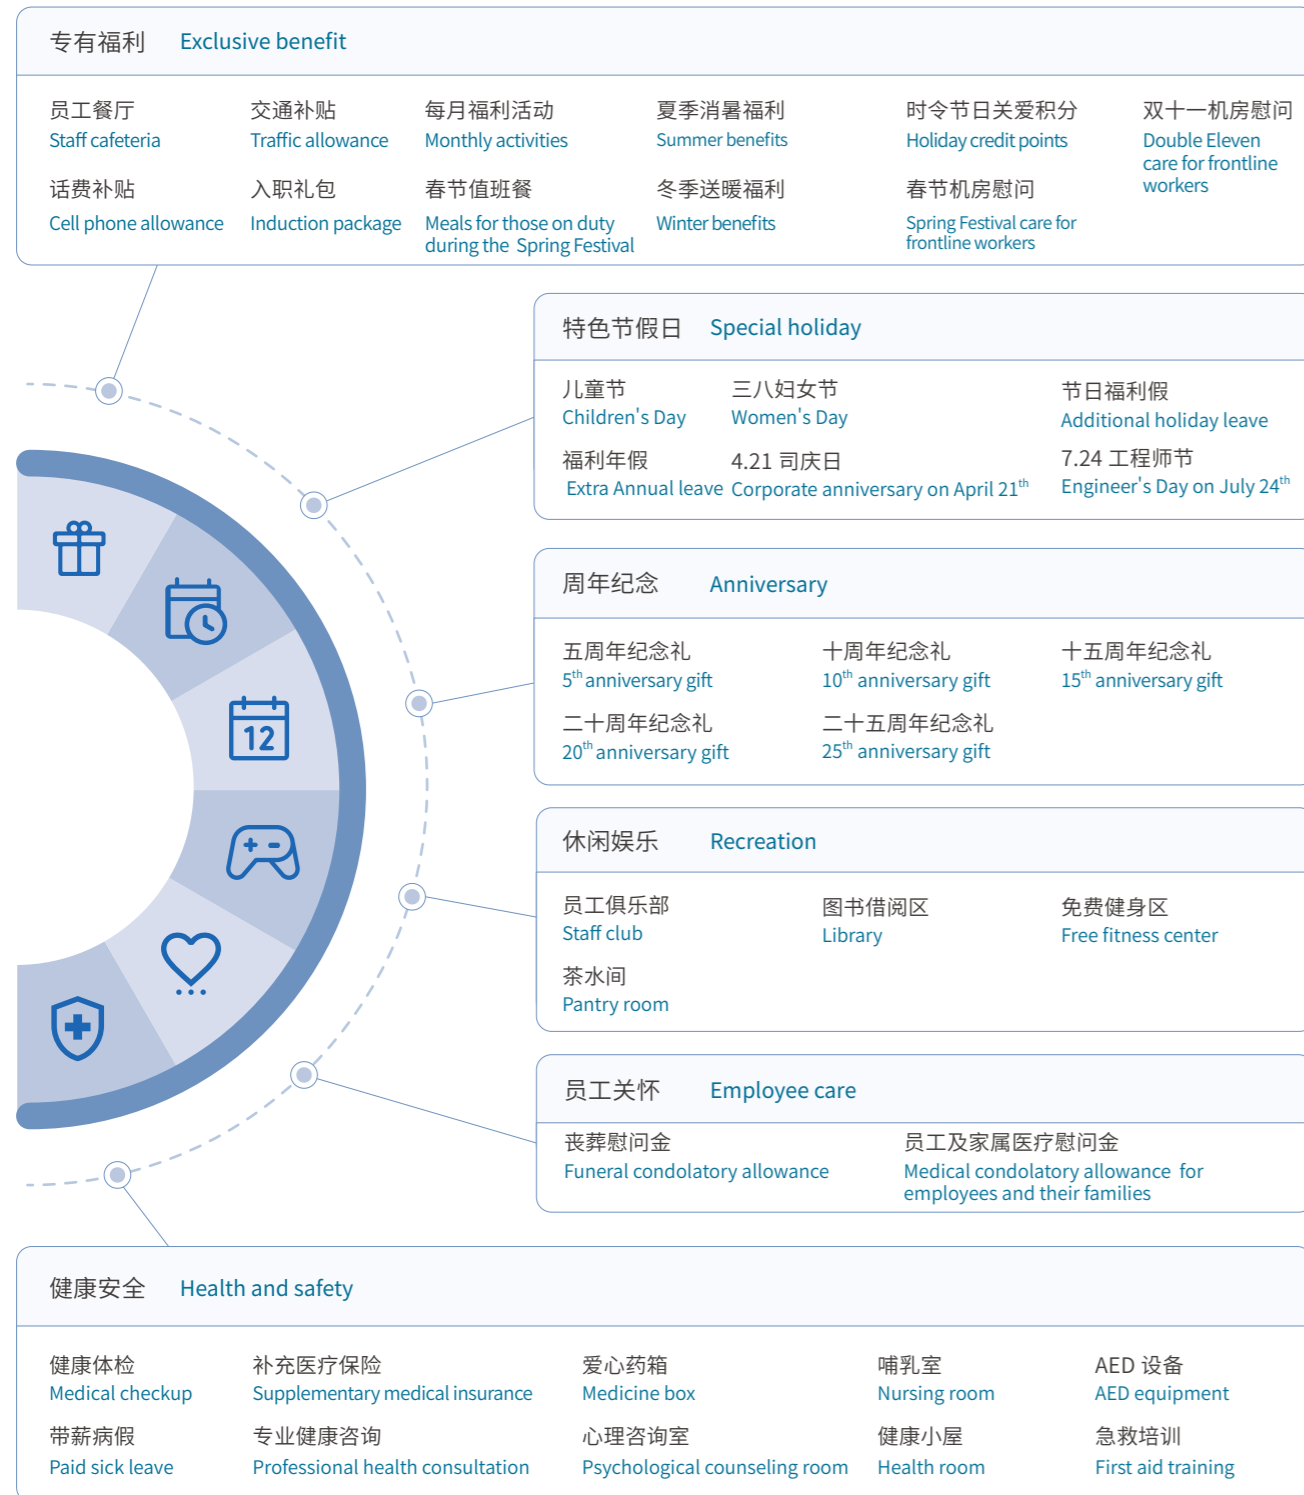 专有福利 Exclusive benefit
员工餐厅 交通补贴 每月福利活动 夏季消暑福利 时令节日关爱积分 双十一机房慰问
Staff cafeteria Traffic allowance Monthly activities Summer benefits Holiday credit points Double Eleven
care for frontline
workers
话费补贴 入职礼包 春节值班餐 冬季送暖福利 春节机房慰问
Cell phone allowance Induction package Meals for those on duty Winter benefits Spring Festival care for
during the Spring Festival frontline workers
特色节假日 Special holiday
儿童节 三八妇女节 节日福利假
Children's Day Women's Day Additional holiday leave
福利年假 4.21 司庆日 7.24 工程师节
Extra Annual leave Corporate anniversary on April 21th Engineer's Day on July 24th
周年纪念 Anniversary
五周年纪念礼 十周年纪念礼 十五周年纪念礼
5th anniversary gift 10th anniversary gift 15th anniversary gift
二十周年纪念礼 二十五周年纪念礼
20th anniversary gift 25th anniversary gift
12
休闲娱乐 Recreation
员工俱乐部 图书借阅区 免费健身区
Staff club Library Free fitness center
茶水间
Pantry room
员工关怀 Employee care
丧葬慰问金 员工及家属医疗慰问金
Funeral condolatory allowance Medical condolatory allowance for
employees and their families
健康安全 Health and safety
健康体检 补充医疗保险 爱心药箱 哺乳室 AED 设备
Medical checkup Supplementary medical insurance Medicine box Nursing room AED equipment
带薪病假 专业健康咨询 心理咨询室 健康小屋 急救培训
Paid sick leave Professional health consultation Psychological counseling room Health room First aid training